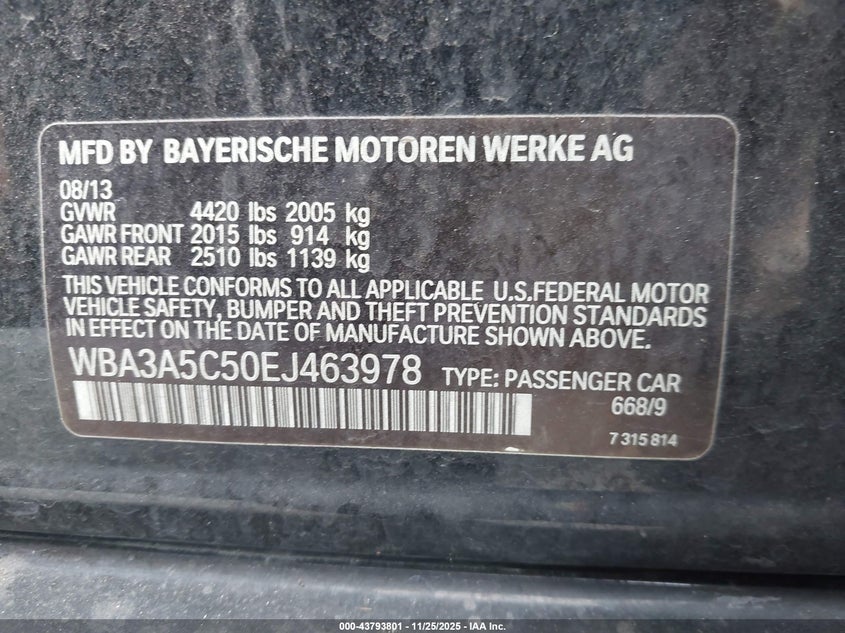 MFD BY BAYERISCHE MOTOREN WERKE AG
08/13
GVWR 4420 lbs 2005 kg
GAWR FRONT 2015 lbs 914 kg
GAWR REAR 2510 lbs 1139 kg
THIS VEHICLE CONFORMS TO ALL APPLICABLE U.S.FEDERAL MOTOR
VEHICLE SAFETY, BUMPER AND THEFT PREVENTION STANDARDS
IN EFFECT ON THE DATE OF MANUFACTURE SHOWN ABOVE.
WBA3A5C50EJ463978 TYPE: PASSENGER CAR
668/9
7 315 814
000-43793801 - 11/25/2025 - IAA Inc.